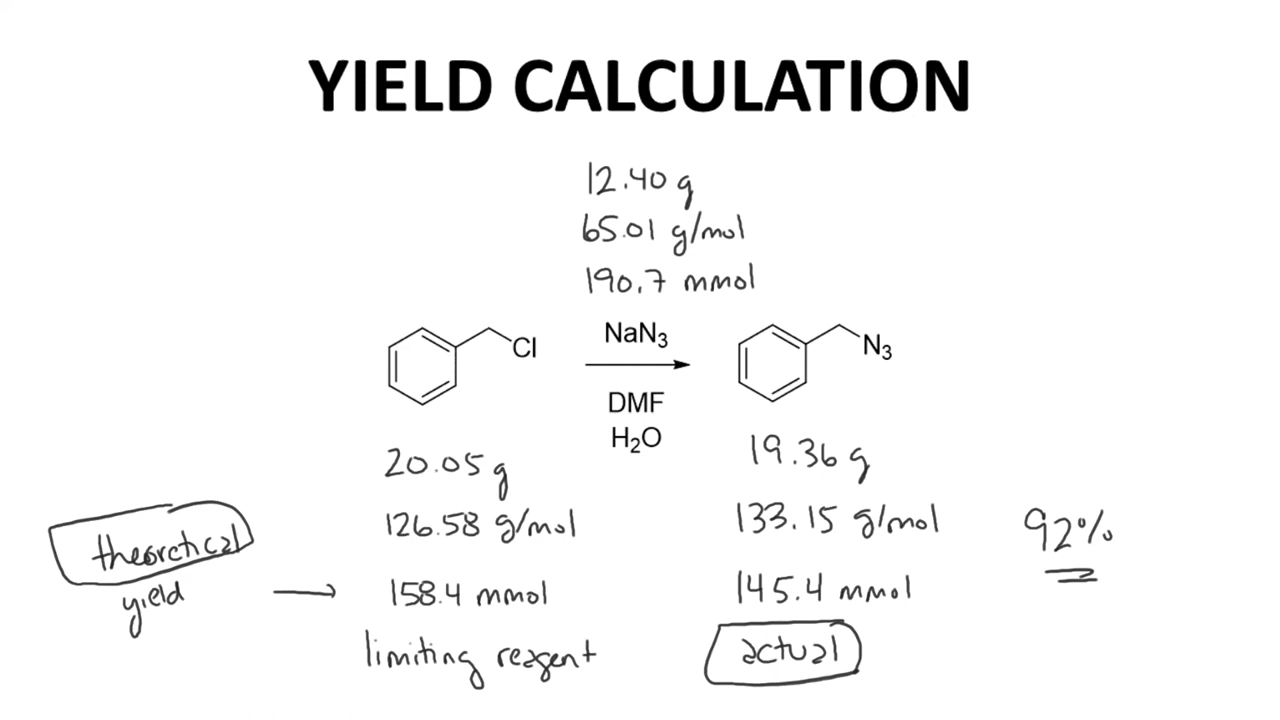 YIELD CALCULATION
12.40 g
65.01 g/mol
190.7 mmol
Cl
NaN₃
DMF
H₂O
N₃
20.05 g
126.58 g/mol
158.4 mmol
limiting reagent
19.36 g
133.15 g/mol
145.4 mmol
actual
theoretical
yield
92%